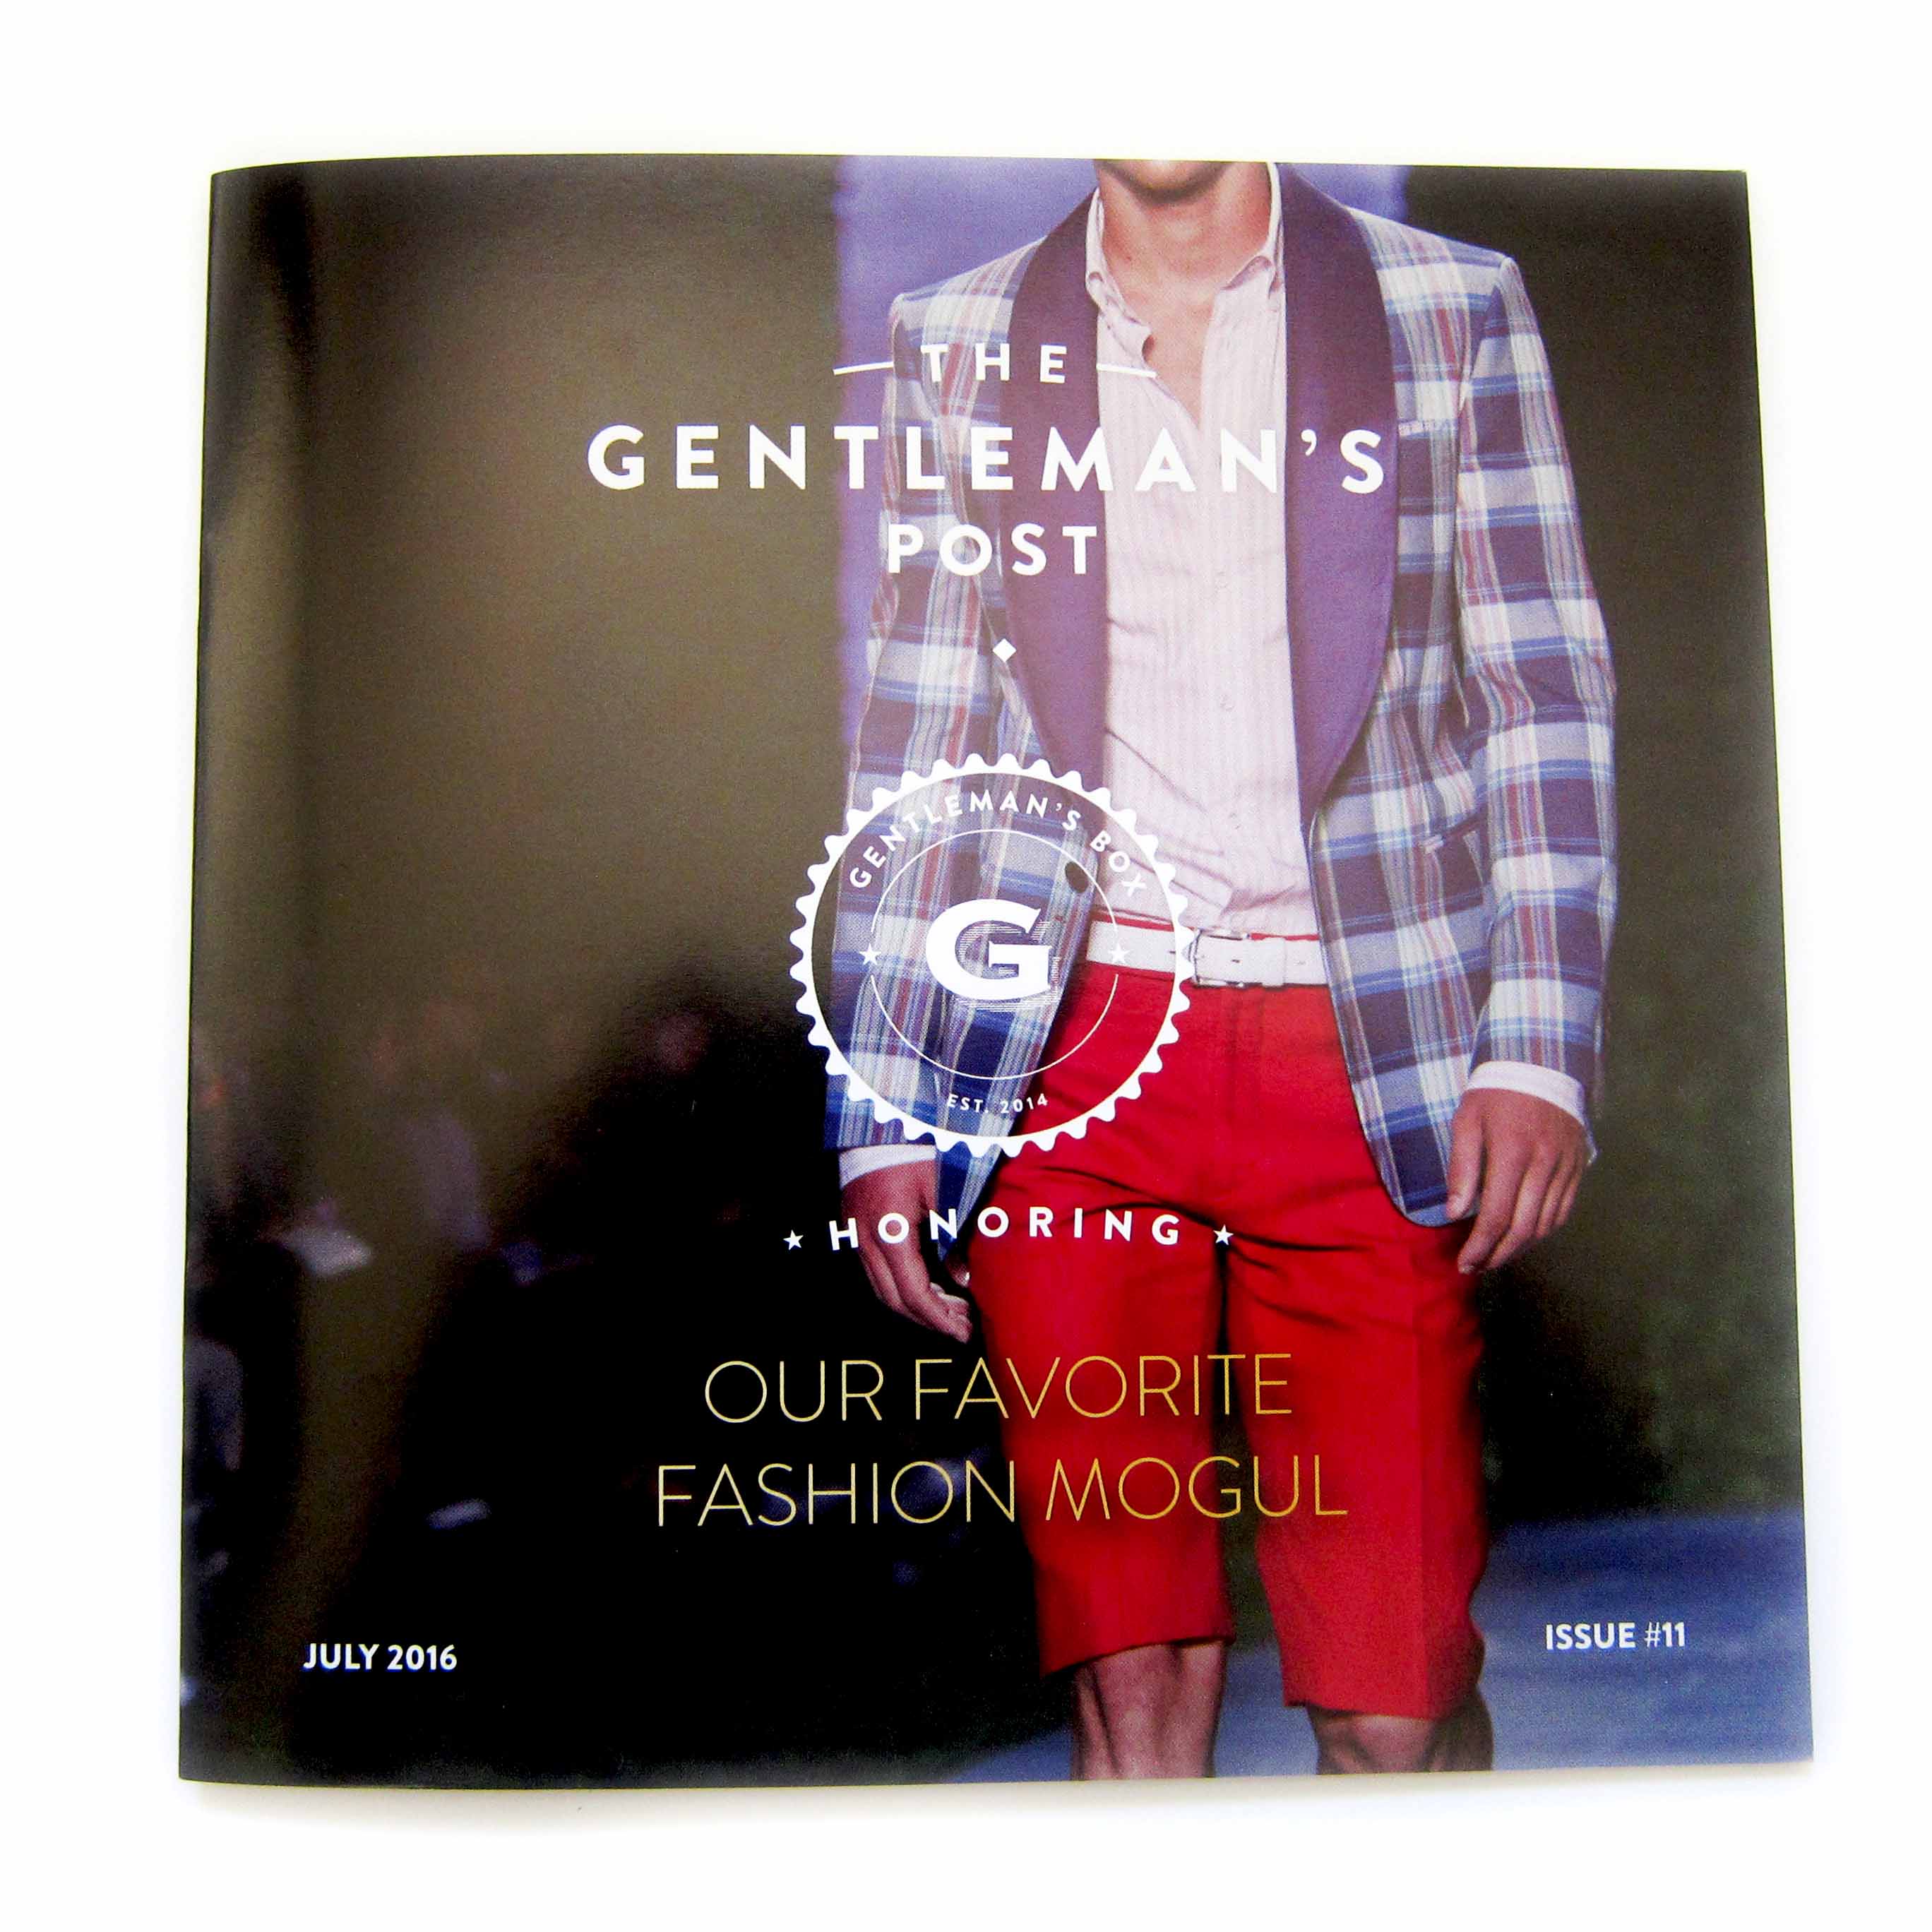 THE
GENTLEMAN'S
POST
GENTLEMAN'S BOX
G
EST. 2014
HONORING
OUR FAVORITE
FASHION MOGUL
JULY 2016
ISSUE #11